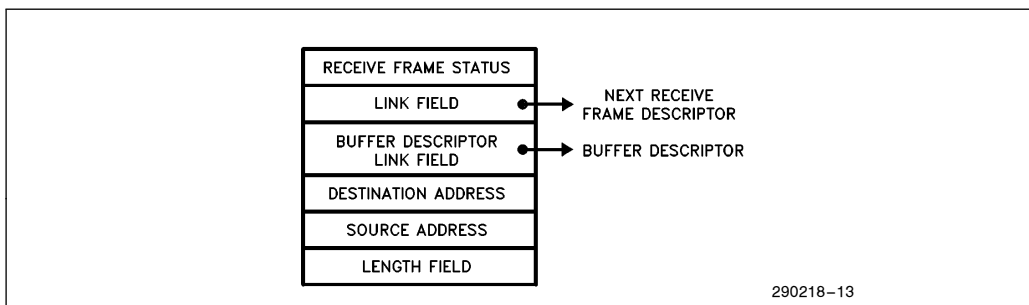 RECEIVE FRAME STATUS
LINK FIELD
NEXT RECEIVE
FRAME DESCRIPTOR
BUFFER DESCRIPTOR
LINK FIELD
BUFFER DESCRIPTOR
DESTINATION ADDRESS
SOURCE ADDRESS
LENGTH FIELD
290218–13